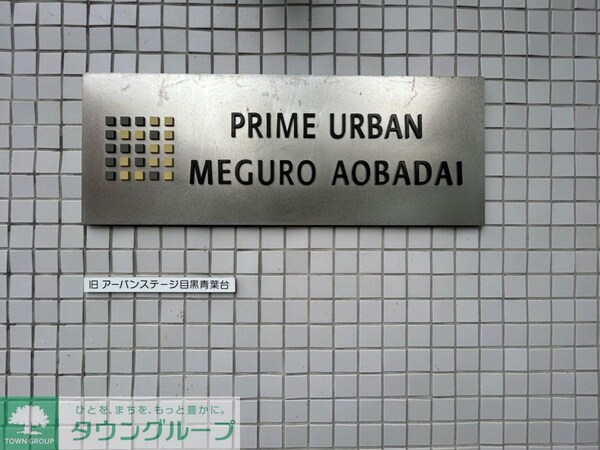 PRIME URBAN
MEGURO AOBADAI
旧 アーバンステージ目黒青葉台
ひとを、まちを、もっと豊かに。
タウングループ
TOWN GROUP